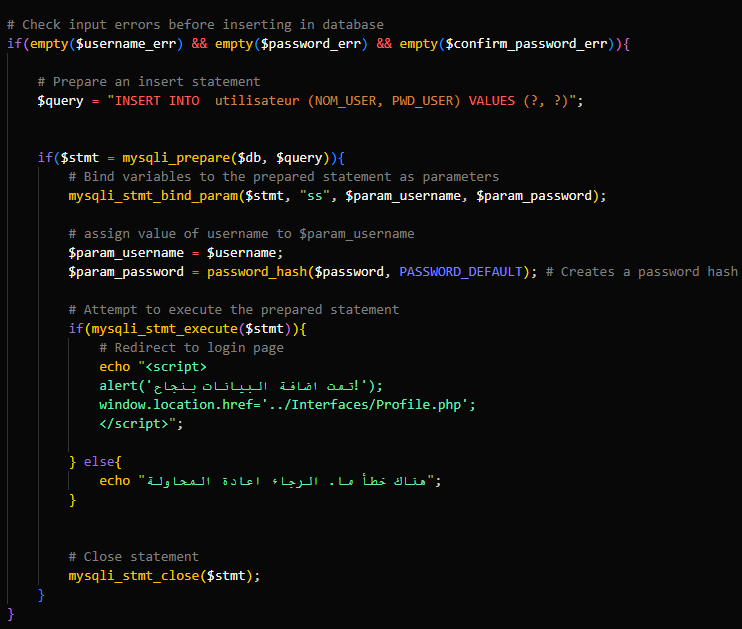 # Check input errors before inserting in database
if(empty($username_err) && empty($password_err) && empty($confirm_password_err)){
# Prepare an insert statement
$query = "INSERT INTO  utilisateur (NOM_USER, PWD_USER) VALUES (?, ?)";
if($stmt = mysqli_prepare($db, $query)){
# Bind variables to the prepared statement as parameters
mysqli_stmt_bind_param($stmt, "ss", $param_username, $param_password);
# assign value of username to $param_username
$param_username = $username;
$param_password = password_hash($password, PASSWORD_DEFAULT); # Creates a password hash
# Attempt to execute the prepared statement
if(mysqli_stmt_execute($stmt)){
# Redirect to login page
echo "<script>
alert('تمت اضافة البيانات بنجاح!');
window.location.href='../Interfaces/Profile.php';
</script>";
} else{
echo "هناك خطأ ما. الرجاء اعادة المحاولة";
}
# Close statement
mysqli_stmt_close($stmt);
}
}